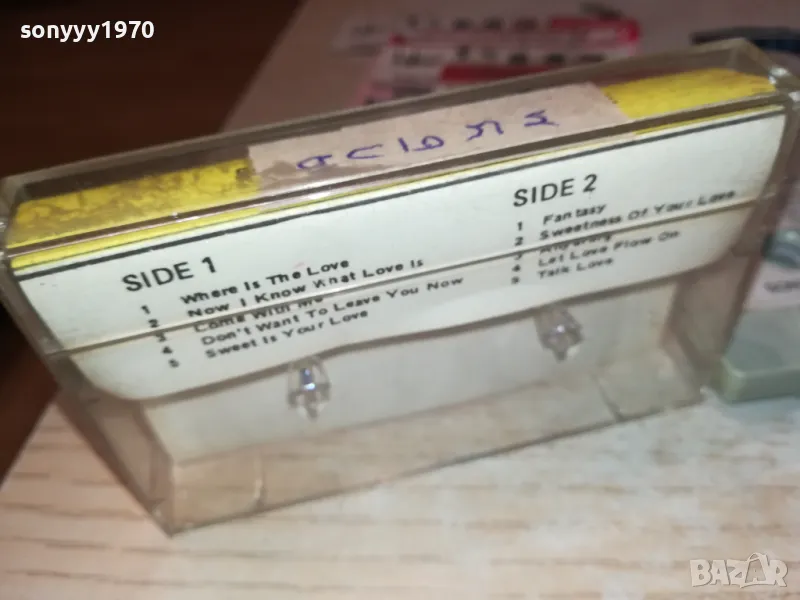 sonyyy1970
SIDE 1
1 Where Is The Love
2 Now I Know What Love Is
3 Come With Me
4 Don't Want To Leave You Now
5 Sweet Is Your Love
SIDE 2
1 Fantasy
2 Sweetness Of Your Love
3
4 Let Love Flow On
5 Talk Love
BAZAR